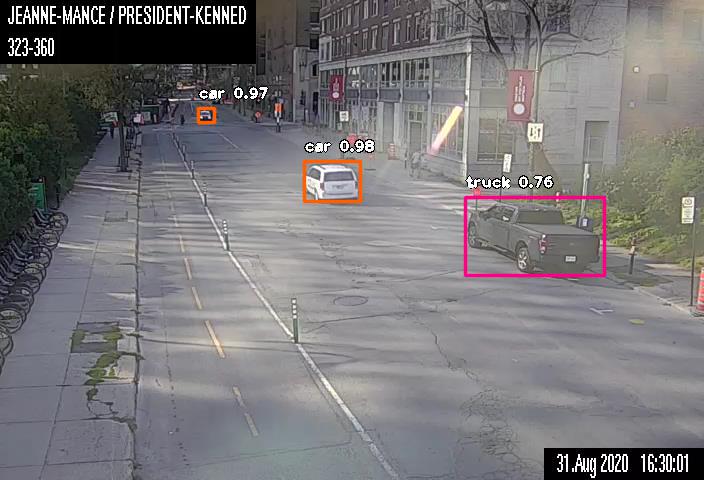 JEANNE-MANCE / PRESIDENT-KENNED
323-360
car 0.97
car 0.98
truck 0.76
31.Aug 2020 16:30:01